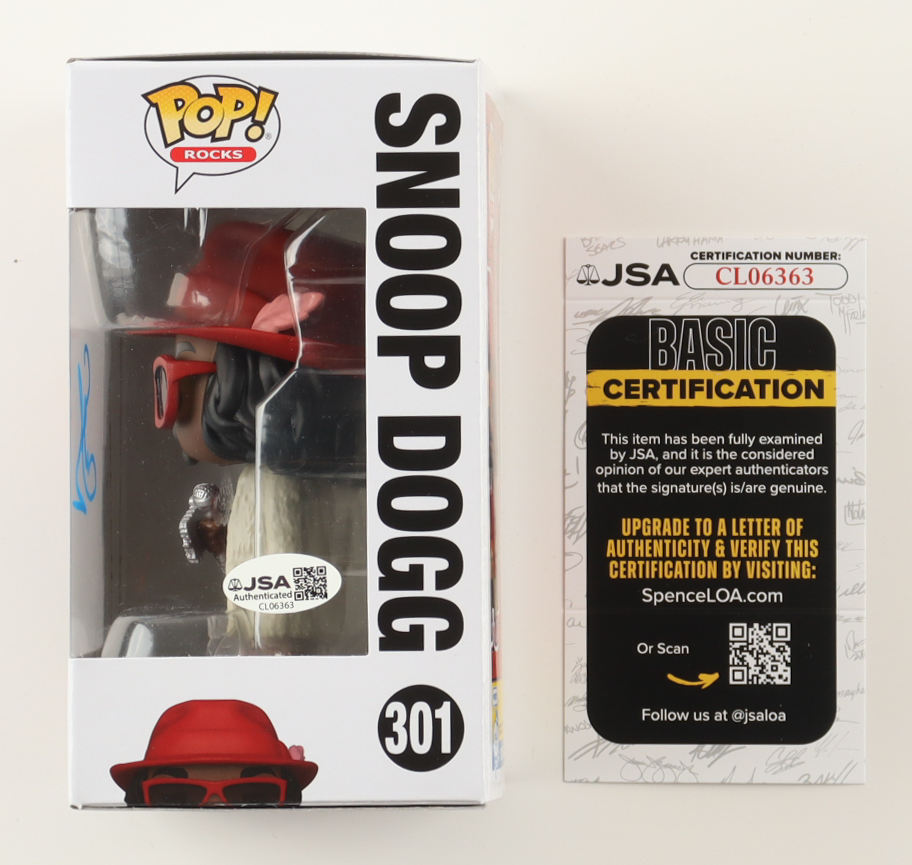 POP!
ROCKS
SNOOP DOGG
301
JSA
Authenticated
CL06363
JSA
CERTIFICATION NUMBER:
CL06363
BASIC
CERTIFICATION
This item has been fully examined
by JSA, and it is the considered
opinion of our expert authenticators
that the signature(s) is/are genuine.
UPGRADE TO A LETTER OF
AUTHENTICITY & VERIFY THIS
CERTIFICATION BY VISITING:
SpenceLOA.com
Or Scan
Follow us at @jsaloa